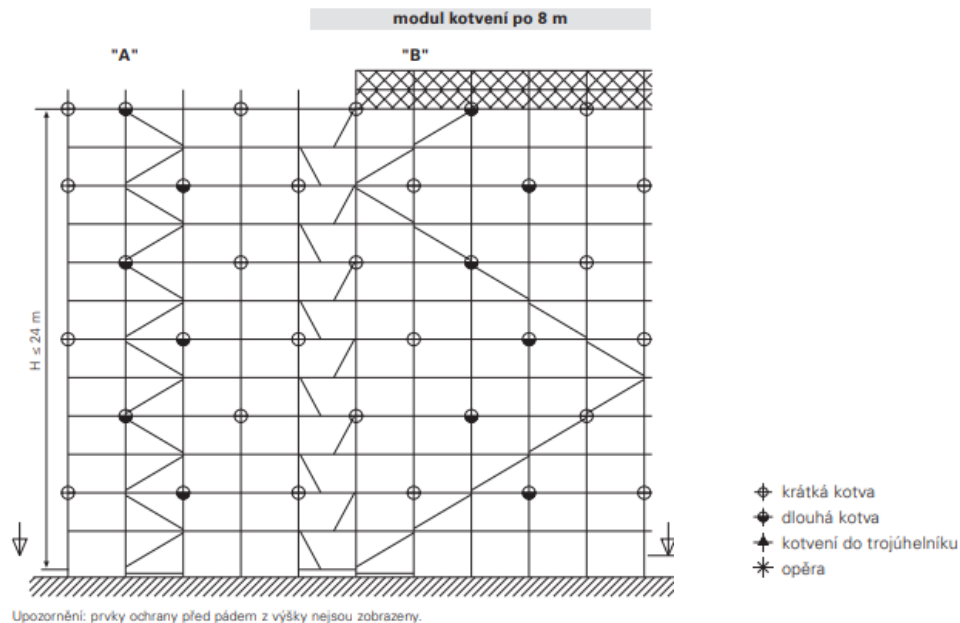 modul kotvení po 8 m
"A"
"B"
H ≤ 24 m
krátká kotva
dlouhá kotva
kotvení do trojúhelníku
opěra
Upozornění: prvky ochrany před pádem z výšky nejsou zobrazeny.